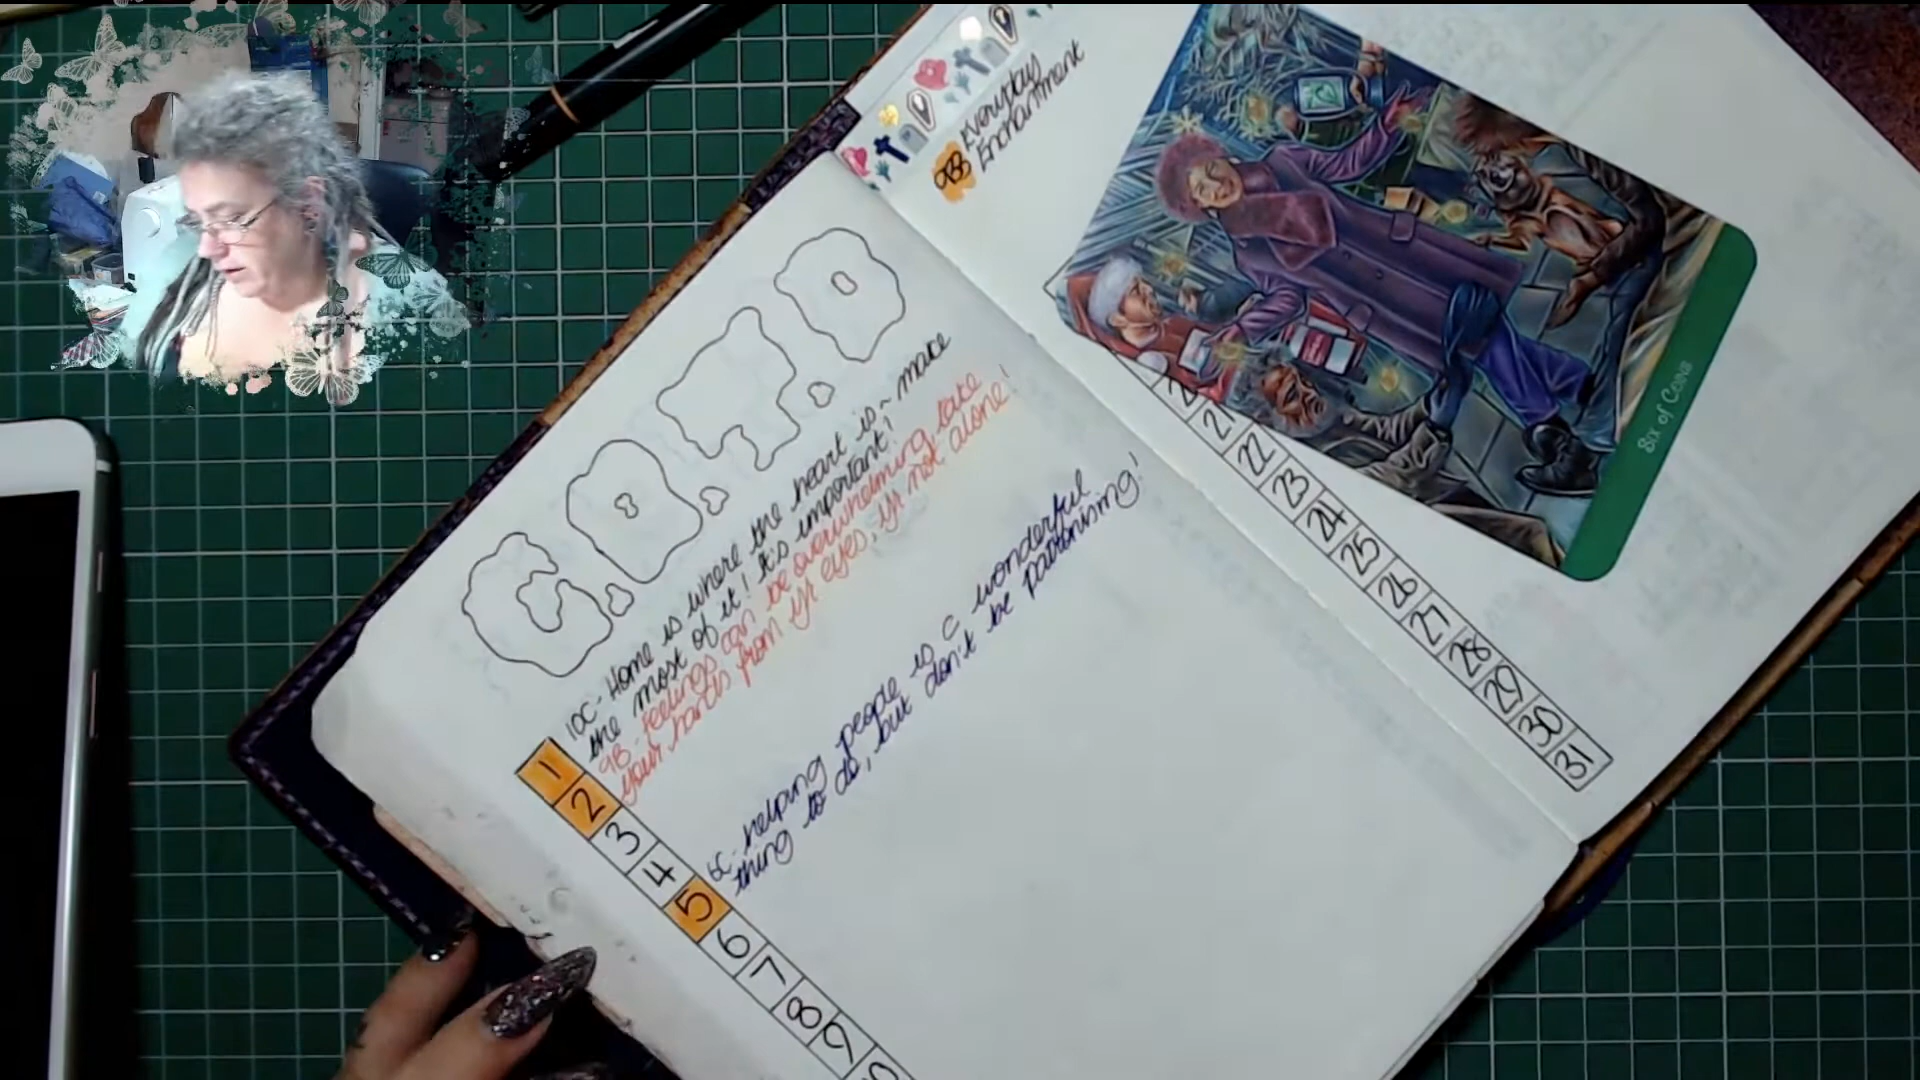 C.O.T.D
10C - Home is where the heart is ~ make
the most of it! It's important!
9B - Feelings can be overwhelming, take
your hands from yr eyes, yr not alone!
6C - helping people is a wonderful
thing to do, but don't be patronising!
1
2
3
4
5
6
7
8
9
Everyday
Enchantment
21
22
23
24
25
26
27
28
29
30
31
Six of Coins